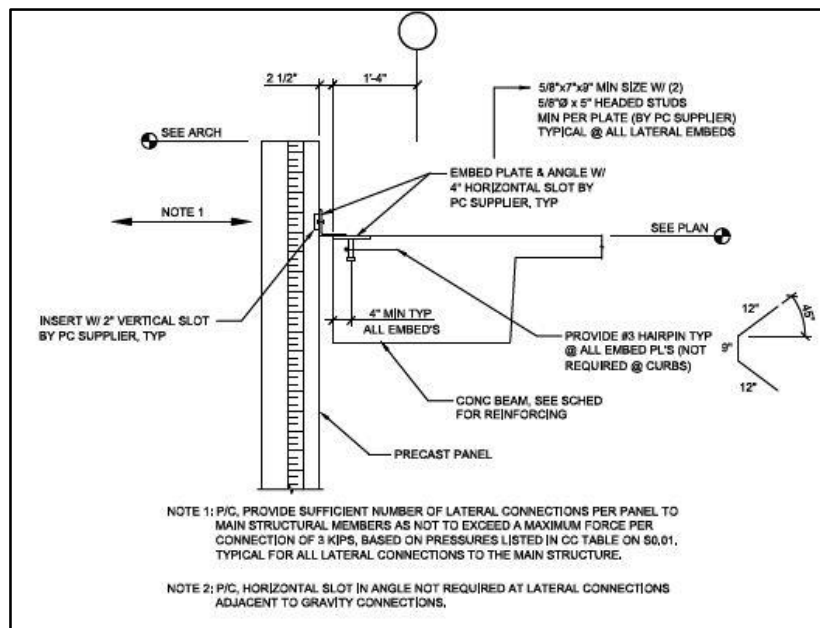 2 1/2"
1'-4"
5/8"x7"x9" MIN SIZE W/ (2)
5/8"Ø x 5" HEADED STUDS
MIN PER PLATE (BY PC SUPPLIER)
TYPICAL @ ALL LATERAL EMBEDS
SEE ARCH
EMBED PLATE & ANGLE W/
4" HORIZONTAL SLOT BY
PC SUPPLIER, TYP
NOTE 1
SEE PLAN
INSERT W/ 2" VERTICAL SLOT
BY PC SUPPLIER, TYP
4" MIN TYP
ALL EMBED'S
PROVIDE #3 HAIRPIN TYP
@ ALL EMBED PL'S (NOT
REQUIRED @ CURBS)
12"
45°
9"
12"
CONC BEAM, SEE SCHED
FOR REINFORCING
PRECAST PANEL
NOTE 1: P/C, PROVIDE SUFFICIENT NUMBER OF LATERAL CONNECTIONS PER PANEL TO
MAIN STRUCTURAL MEMBERS AS NOT TO EXCEED A MAXIMUM FORCE PER
CONNECTION OF 3 KIPS, BASED ON PRESSURES LISTED IN CC TABLE ON S0.01.
TYPICAL FOR ALL LATERAL CONNECTIONS TO THE MAIN STRUCTURE.
NOTE 2: P/C, HORIZONTAL SLOT IN ANGLE NOT REQUIRED AT LATERAL CONNECTIONS
ADJACENT TO GRAVITY CONNECTIONS.